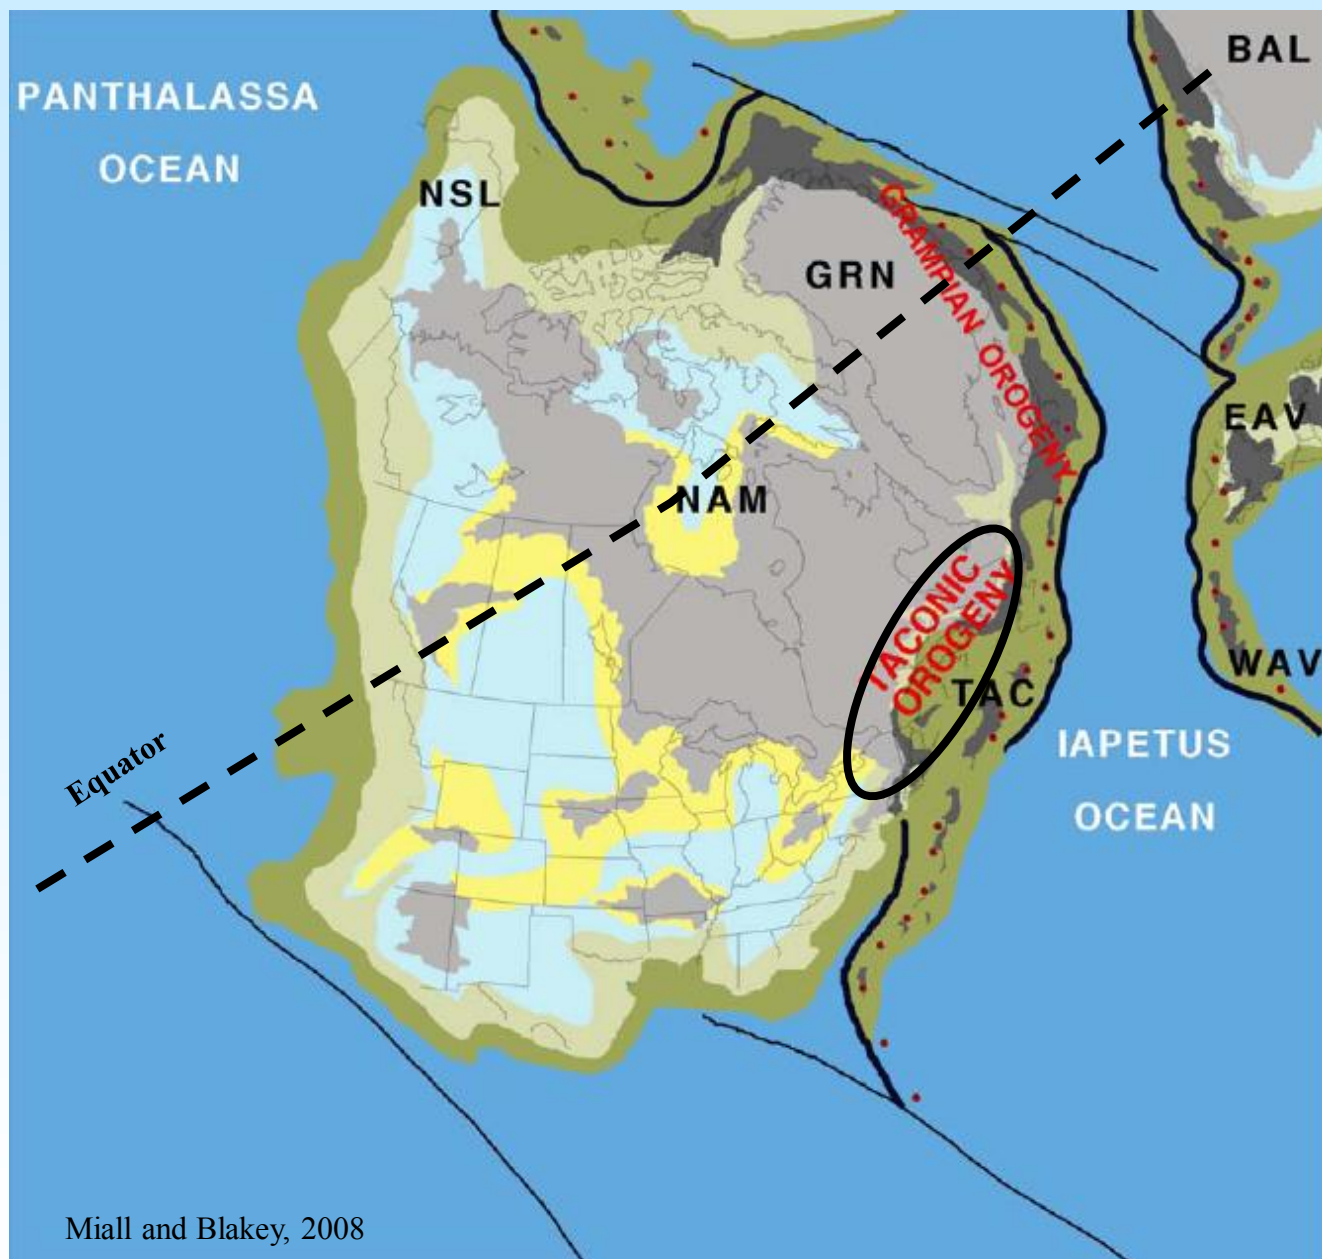 PANTHALASSA
OCEAN
BAL
NSL
GRN
GRAMPIAN OROGENY
EAV
NAM
TACONIC
OROGENY
TAC
WAV
IAPETUS
OCEAN
Equator
Miall and Blakey, 2008